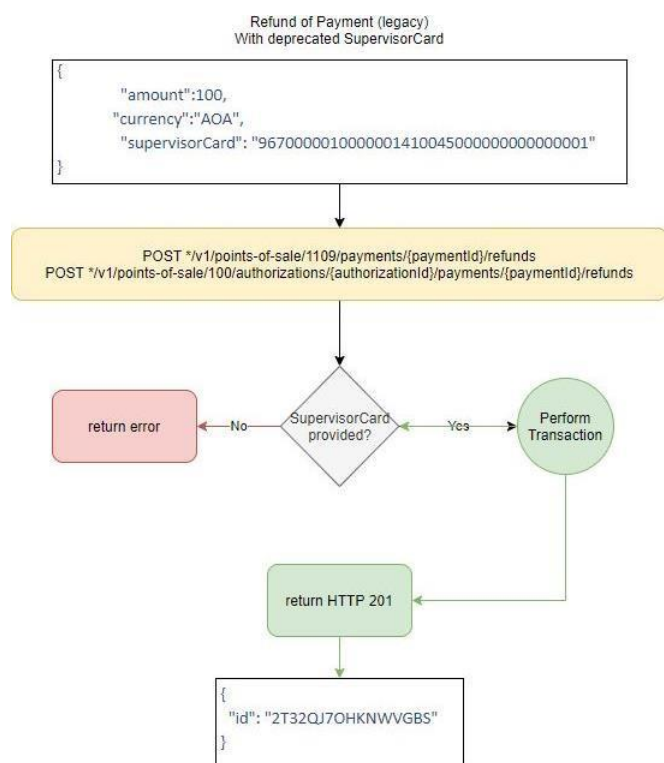 Refund of Payment (legacy)
With deprecated SupervisorCard
{
"amount":100,
"currency":"AOA",
"supervisorCard": "9670000010000014100450000000000000001"
}
POST */v1/points-of-sale/1109/payments/{paymentId}/refunds
POST */v1/points-of-sale/100/authorizations/{authorizationId}/payments/{paymentId}/refunds
return error
No
SupervisorCard
provided?
Yes
Perform
Transaction
return HTTP 201
{
"id": "2T32QJ7OHKNWVGBS"
}